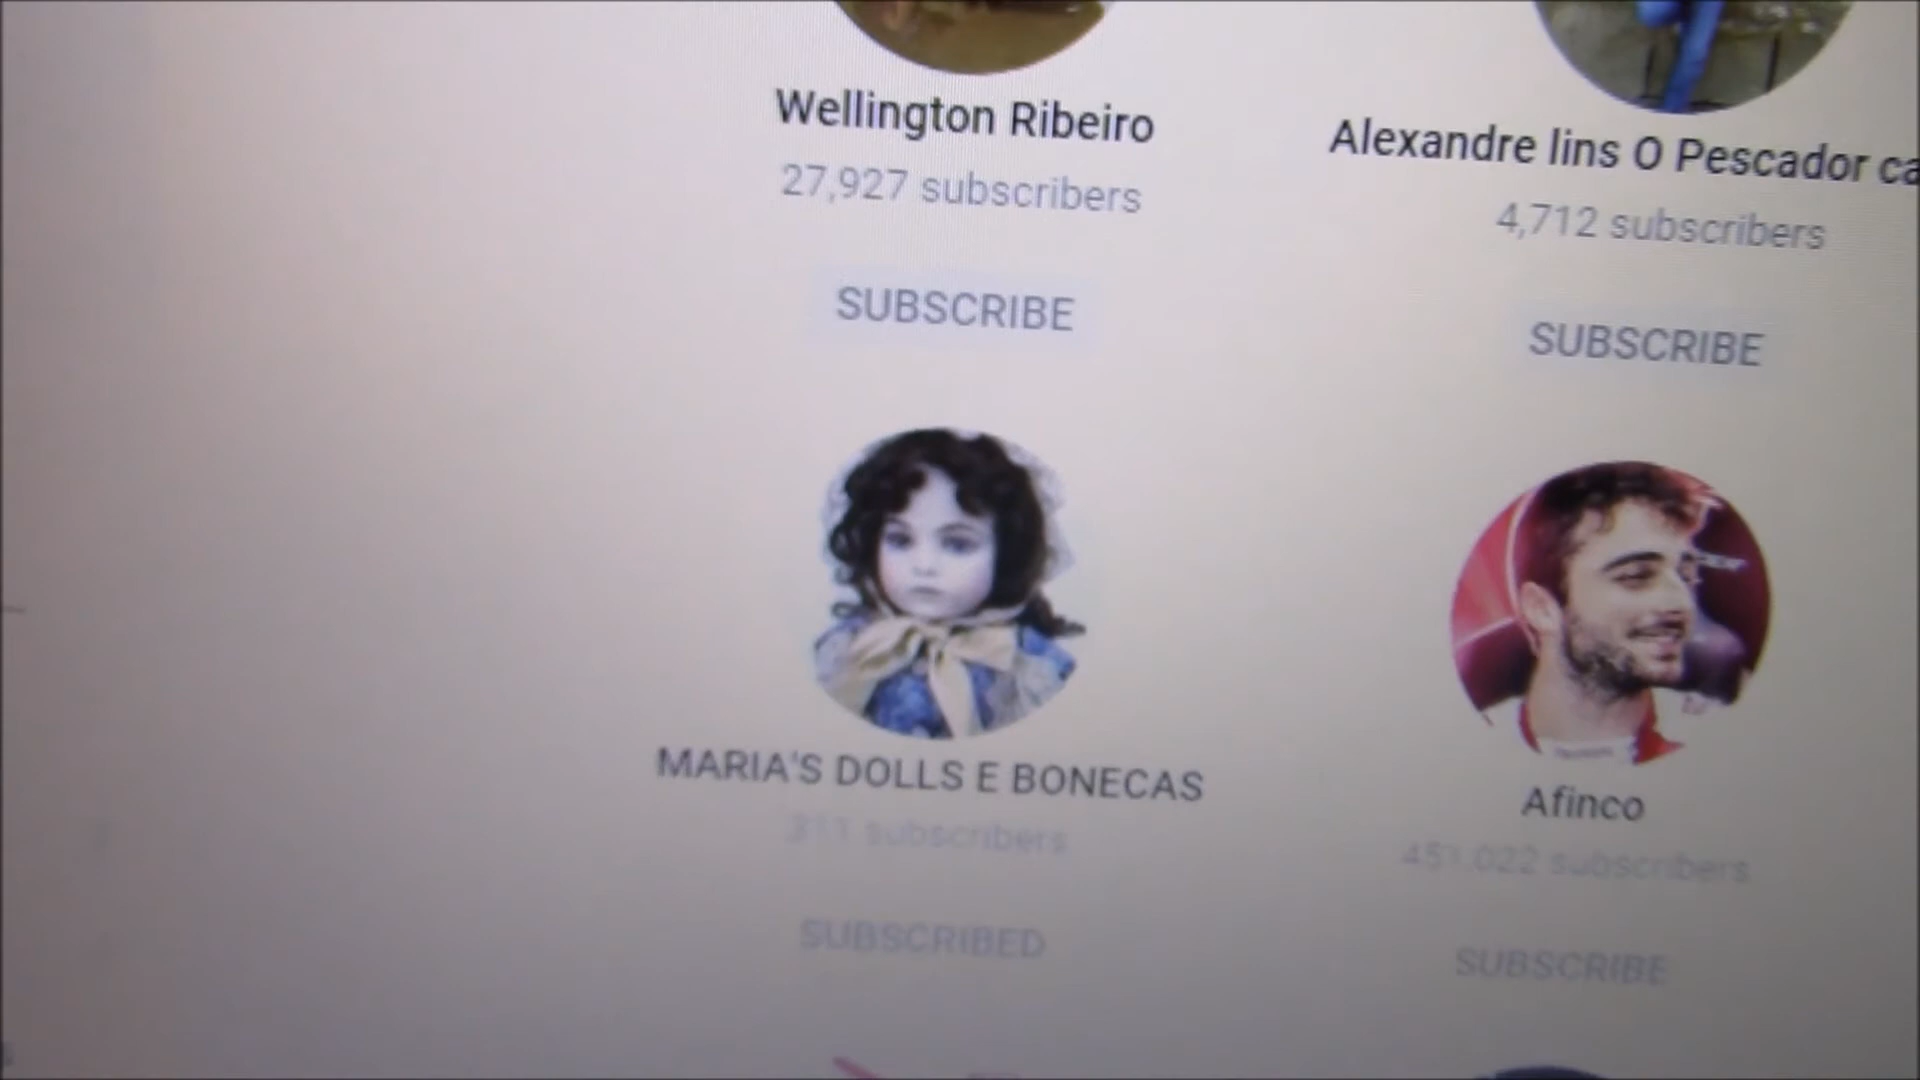 Wellington Ribeiro
27,927 subscribers
SUBSCRIBE
Alexandre lins O Pescador
4,712 subscribers
SUBSCRIBE
MARIA'S DOLLS E BONECAS
subscribers
SUBSCRIBED
Afinco
subscribers
SUBSCRIBE